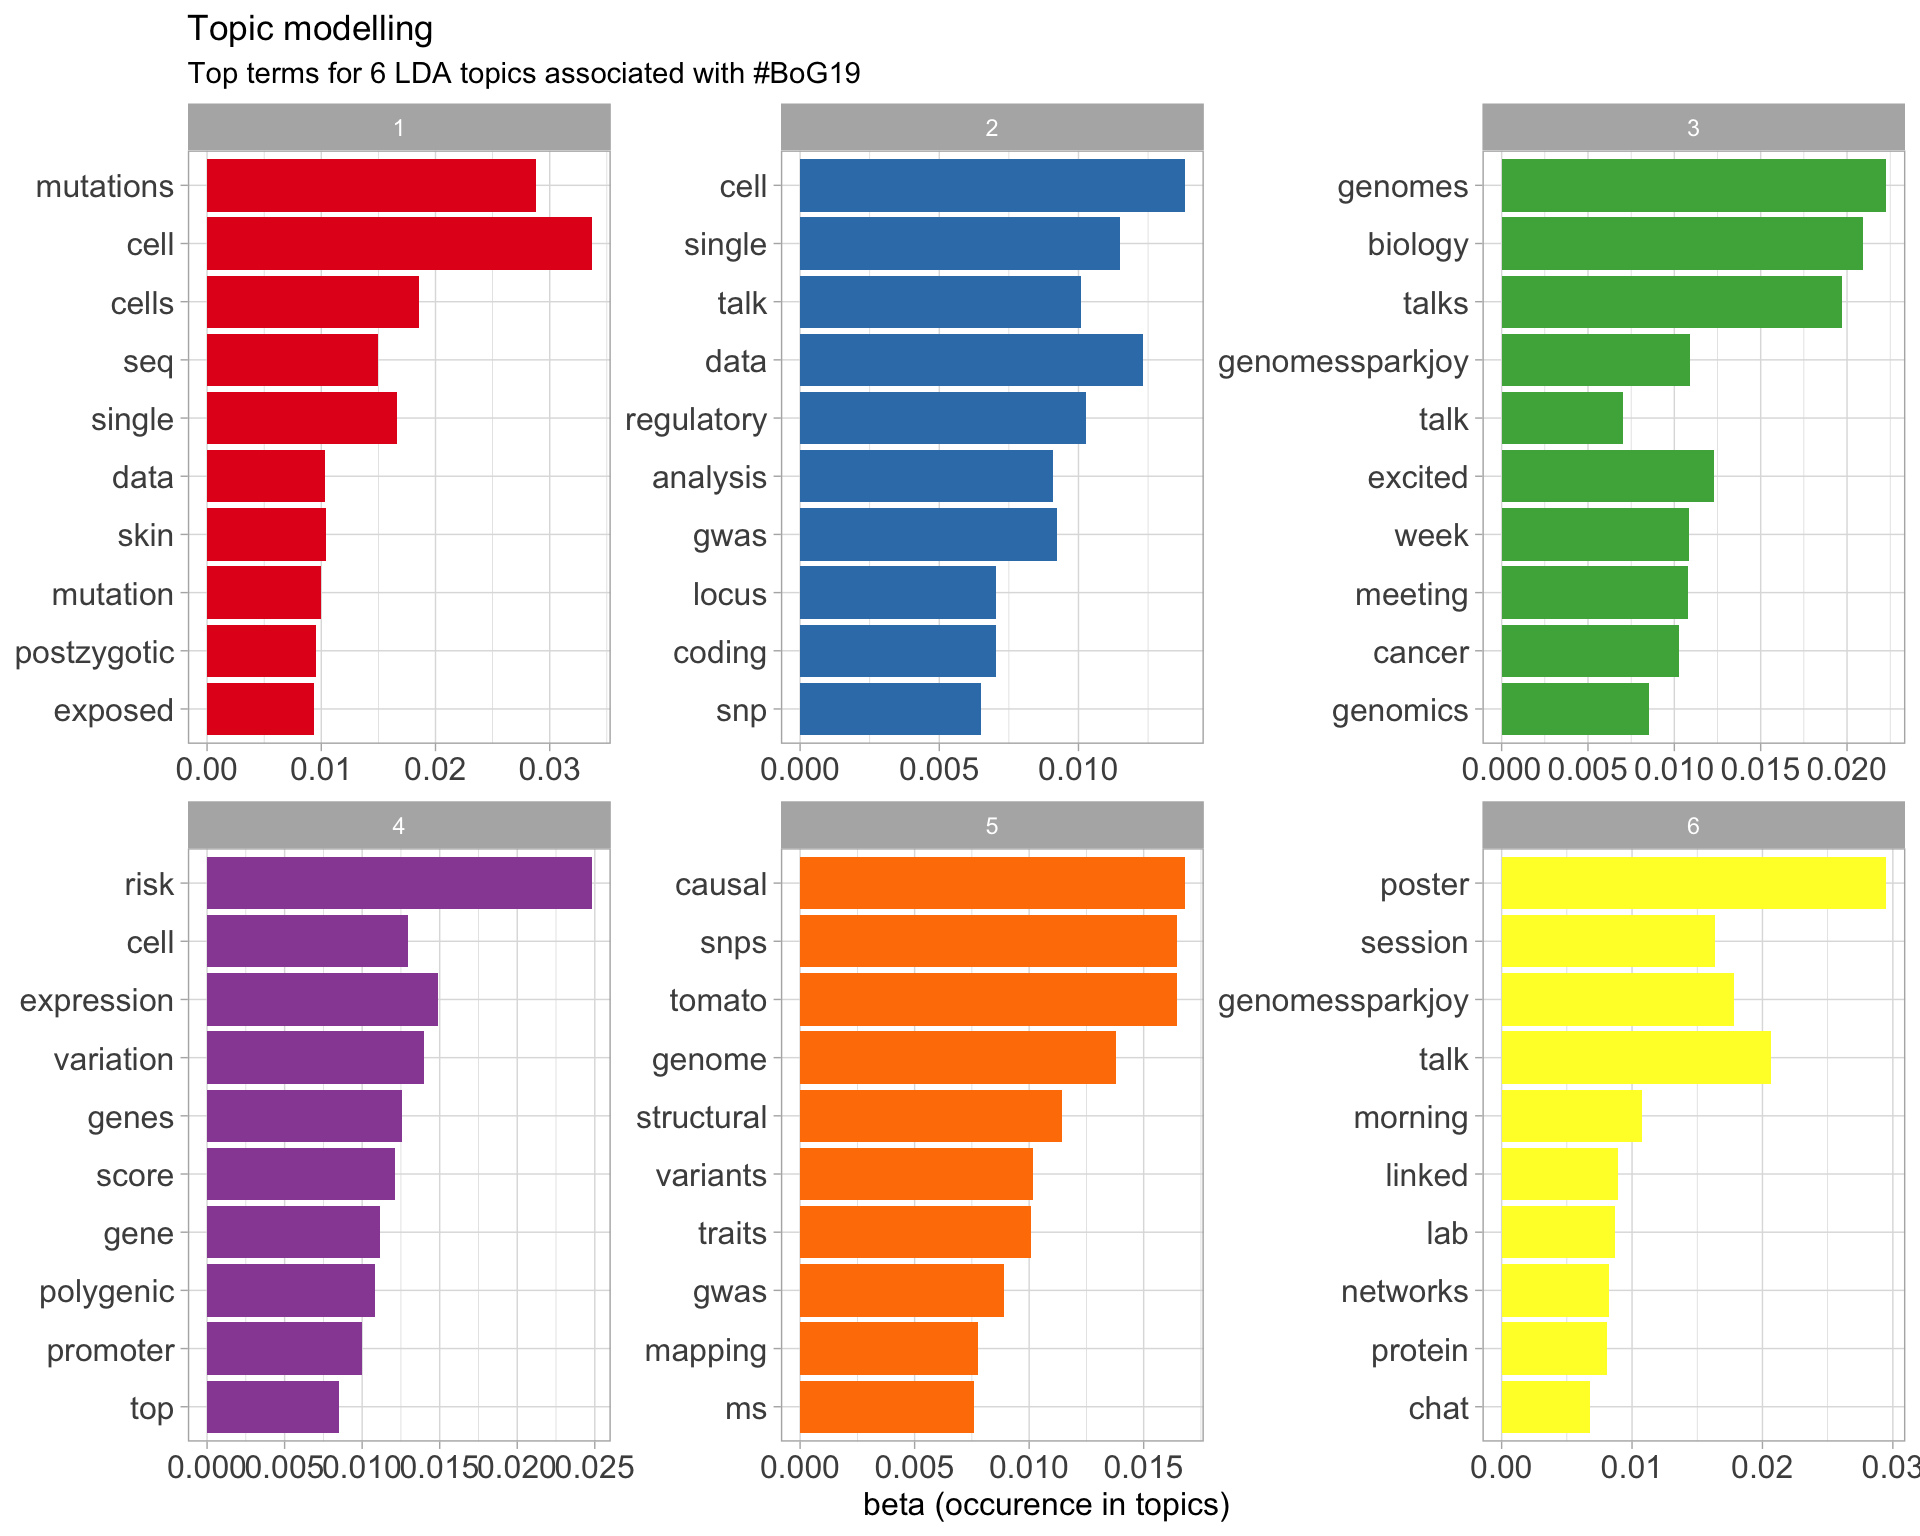 Topic modelling
Top terms for 6 LDA topics associated with #BoG19
1
mutations
cell
cells
seq
single
data
skin
mutation
postzygotic
exposed
0.00 0.01 0.02 0.03
2
cell
single
talk
data
regulatory
analysis
gwas
locus
coding
snp
0.000 0.005 0.010
3
genomes
biology
talks
genomessparkjoy
talk
excited
week
meeting
cancer
genomics
0.000 0.005 0.010 0.015 0.020
4
risk
cell
expression
variation
genes
score
gene
polygenic
promoter
top
0.000 0.005 0.010 0.015 0.020 0.025
5
causal
snps
tomato
genome
structural
variants
traits
gwas
mapping
ms
0.000 0.005 0.010 0.015
6
poster
session
genomessparkjoy
talk
morning
linked
lab
networks
protein
chat
0.00 0.01 0.02 0.03
beta (occurence in topics)